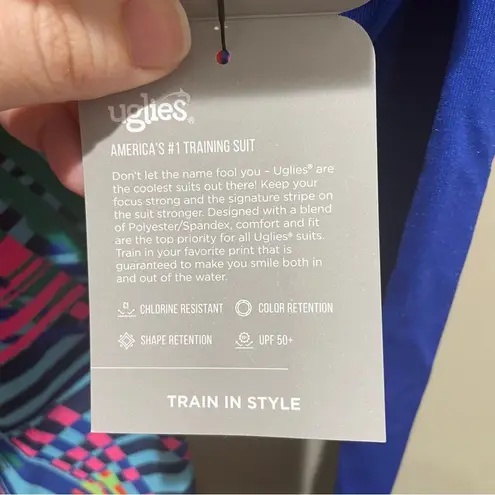 uglies®
AMERICA'S #1 TRAINING SUIT
Don't let the name fool you – Uglies® are
the coolest suits out there! Keep your
focus strong and the signature stripe on
the suit stronger. Designed with a blend
of Polyester/Spandex, comfort and fit
are the top priority for all Uglies® suits.
Train in your favorite print that is
guaranteed to make you smile both in
and out of the water.
CHLORINE RESISTANT COLOR RETENTION
SHAPE RETENTION UPF 50+
TRAIN IN STYLE